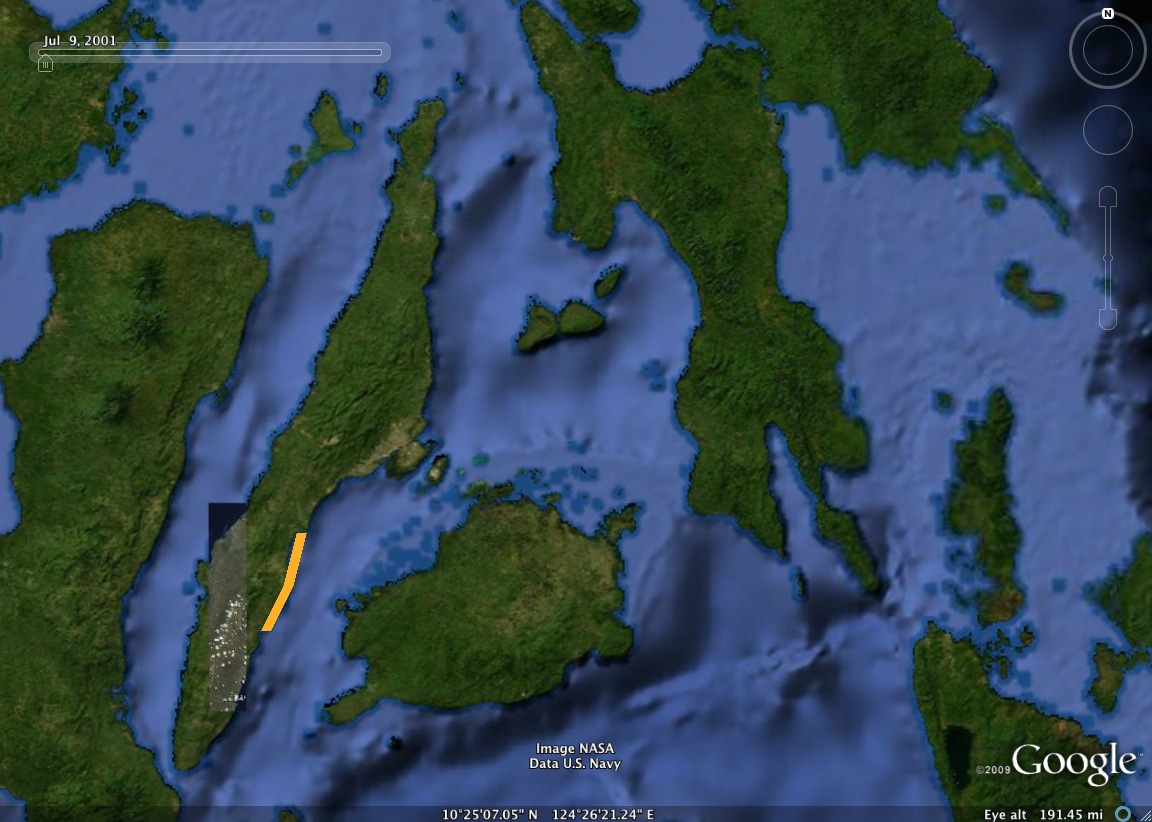 Jul 9, 2001
N
Image NASA
Data U.S. Navy
©2009 Google™
10°25'07.05" N 124°26'21.24" E
Eye alt 191.45 mi